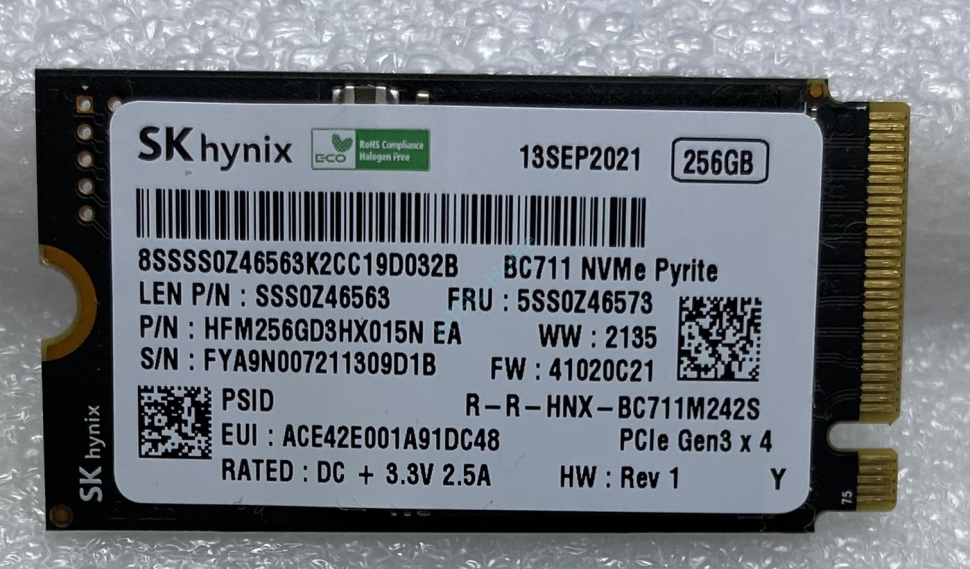 SK hynix
ECO
RoHS Compliance
Halogen Free
13SEP2021
256GB
8SSSS0Z46563K2CC19D032B
BC711 NVMe Pyrite
LEN P/N : SSS0Z46563
FRU : 5SS0Z46573
P/N : HFM256GD3HX015N EA
WW : 2135
S/N : FYA9N007211309D1B
FW : 41020C21
PSID
R-R-HNX-BC711M242S
EUI : ACE42E001A91DC48
PCIe Gen3 x 4
RATED : DC + 3.3V 2.5A
HW : Rev 1
Y
SK hynix
75